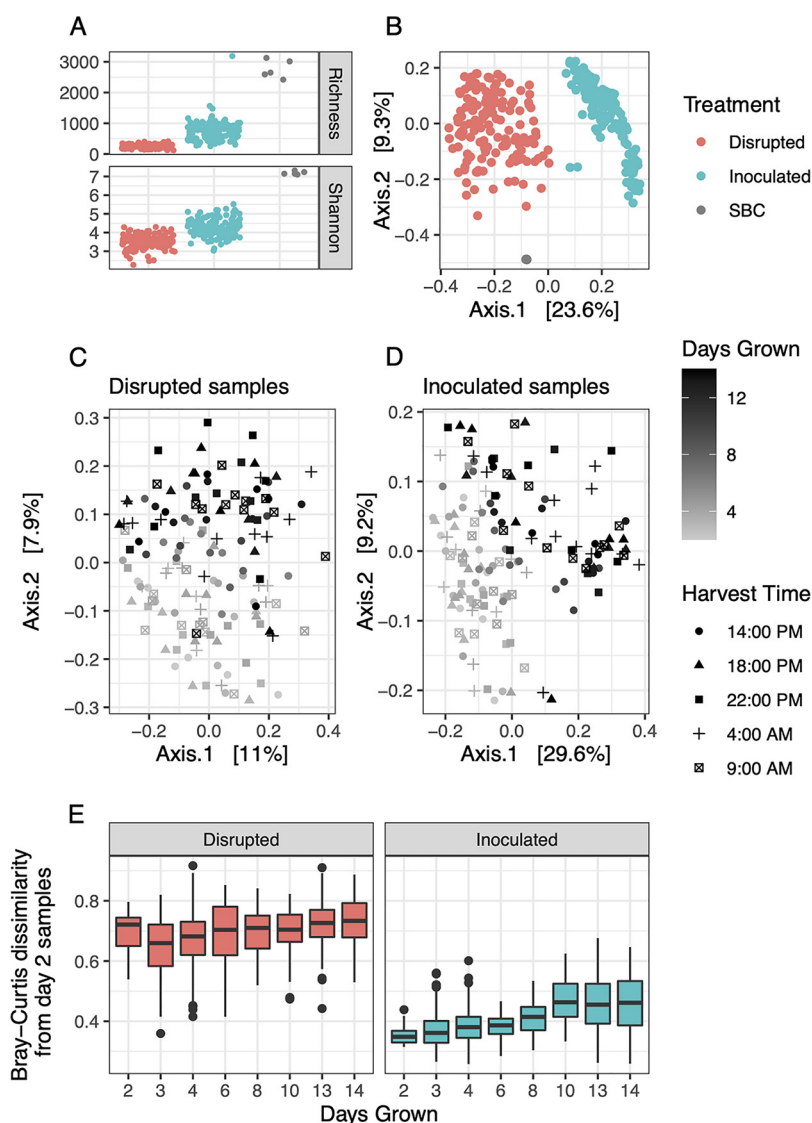 A
3000
2000
1000
0
Richness
7
6
5
4
3
Shannon
B
0.2
0.0
−0.2
−0.4
Axis.2 [9.3%]
−0.4 −0.2 0.0 0.2
Axis.1 [23.6%]
Treatment
Disrupted
Inoculated
SBC
C
Disrupted samples
0.3
0.2
0.1
0.0
−0.1
−0.2
−0.3
Axis.2 [7.9%]
−0.2 0.0 0.2 0.4
Axis.1 [11%]
D
Inoculated samples
0.2
0.1
0.0
−0.1
−0.2
Axis.2 [9.2%]
−0.2 0.0 0.2 0.4
Axis.1 [29.6%]
Days Grown
12
8
4
Harvest Time
14:00 PM
18:00 PM
22:00 PM
4:00 AM
9:00 AM
E
Disrupted
Inoculated
Bray−Curtis dissimilarity
from day 2 samples
0.8
0.6
0.4
2 3 4 6 8 10 13 14
2 3 4 6 8 10 13 14
Days Grown